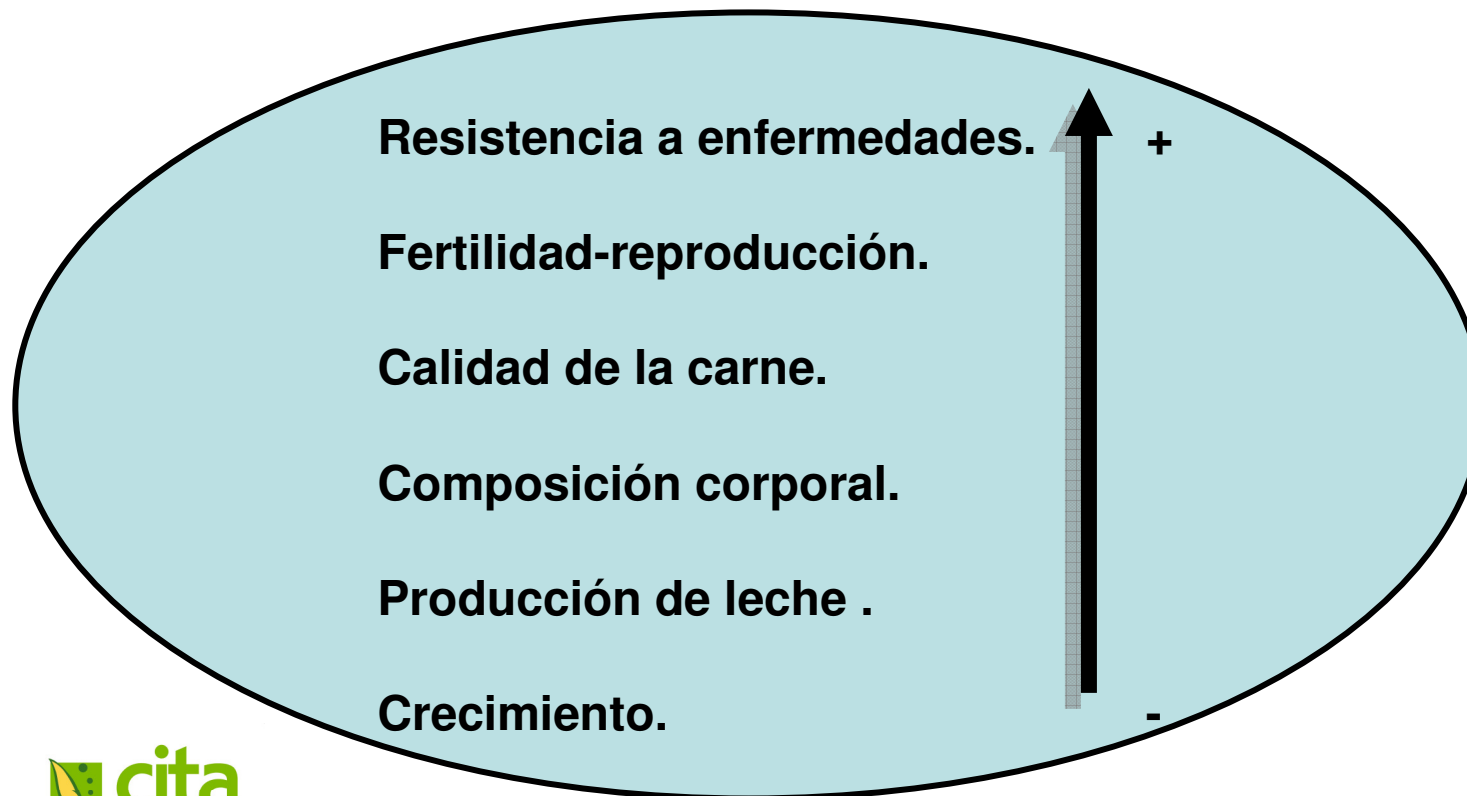 Resistencia a enfermedades. +
Fertilidad-reproducción.
Calidad de la carne.
Composición corporal.
Producción de leche .
Crecimiento. -
cita